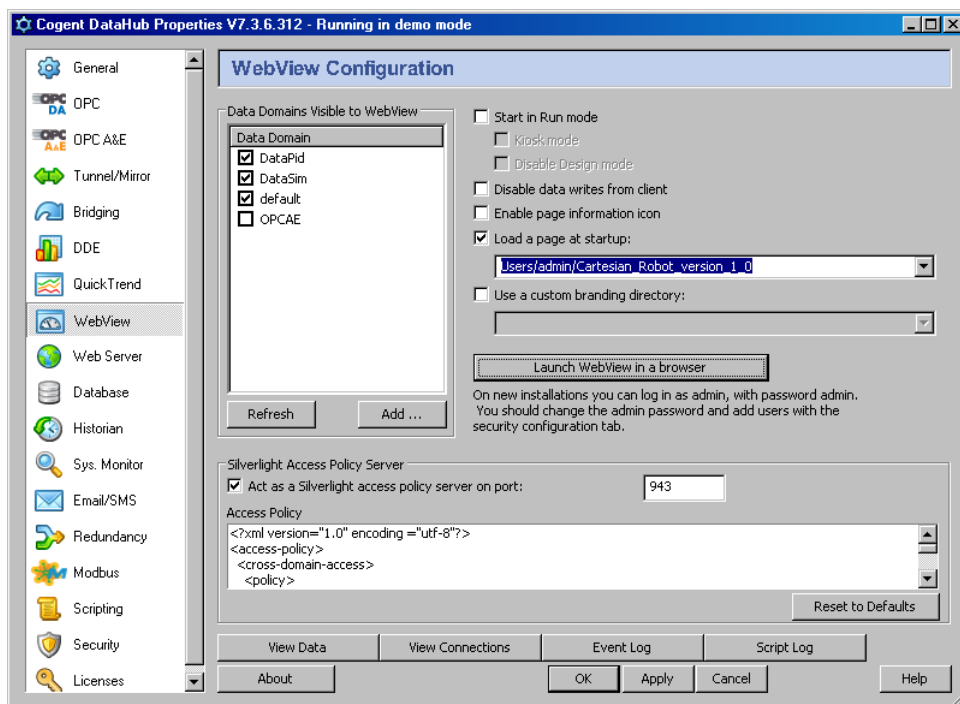 Cogent DataHub Properties V7.3.6.312 - Running in demo mode
General
OPC DA OPC
OPC A&E OPC A&E
Tunnel/Mirror
Bridging
DDE
QuickTrend
WebView
Web Server
Database
Historian
Sys. Monitor
Email/SMS
Redundancy
Modbus
Scripting
Security
Licenses
WebView Configuration
Data Domains Visible to WebView
Data Domain
DataPid
DataSim
default
OPCAE
Refresh
Add ...
Start in Run mode
Kiosk mode
Disable Design mode
Disable data writes from client
Enable page information icon
Load a page at startup:
Users/admin/Cartesian_Robot_version_1_0
Use a custom branding directory:
Launch WebView in a browser
On new installations you can log in as admin, with password admin.
You should change the admin password and add users with the
security configuration tab.
Silverlight Access Policy Server
Act as a Silverlight access policy server on port:
943
Access Policy
<?xml version="1.0" encoding ="utf-8"?>
<access-policy>
<cross-domain-access>
<policy>
Reset to Defaults
View Data
View Connections
Event Log
Script Log
About
OK
Apply
Cancel
Help